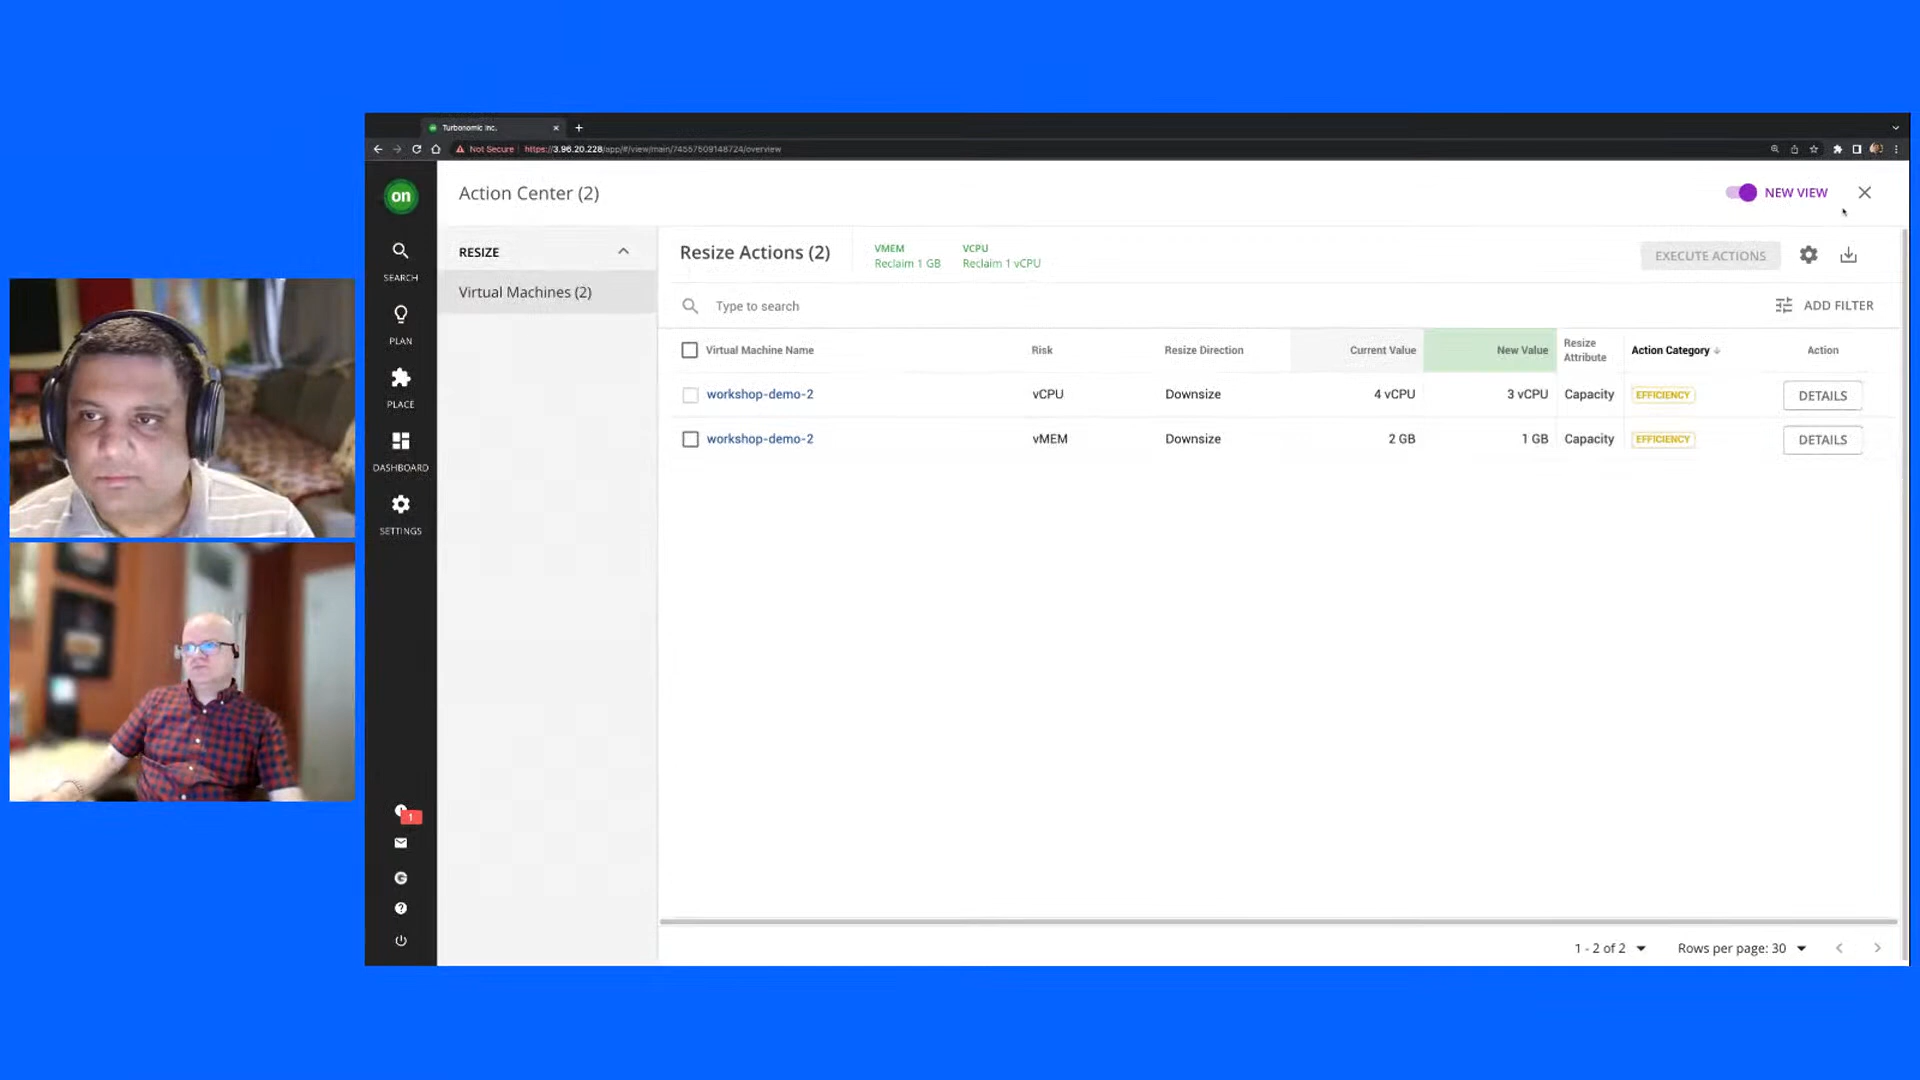 Turbonomic Inc.
Not Secure
https://3.96.20.228/app/#/view/main/74557509148724/overview
on
SEARCH
PLAN
PLACE
DASHBOARD
SETTINGS
1
Action Center (2)
NEW VIEW
RESIZE
Virtual Machines (2)
Resize Actions (2)
VMEM
Reclaim 1 GB
VCPU
Reclaim 1 vCPU
EXECUTE ACTIONS
Type to search
ADD FILTER
Virtual Machine Name Risk Resize Direction Current Value New Value Resize Attribute Action Category Action
workshop-demo-2 vCPU Downsize 4 vCPU 3 vCPU Capacity EFFICIENCY DETAILS
workshop-demo-2 vMEM Downsize 2 GB 1 GB Capacity EFFICIENCY DETAILS
1 - 2 of 2 Rows per page: 30